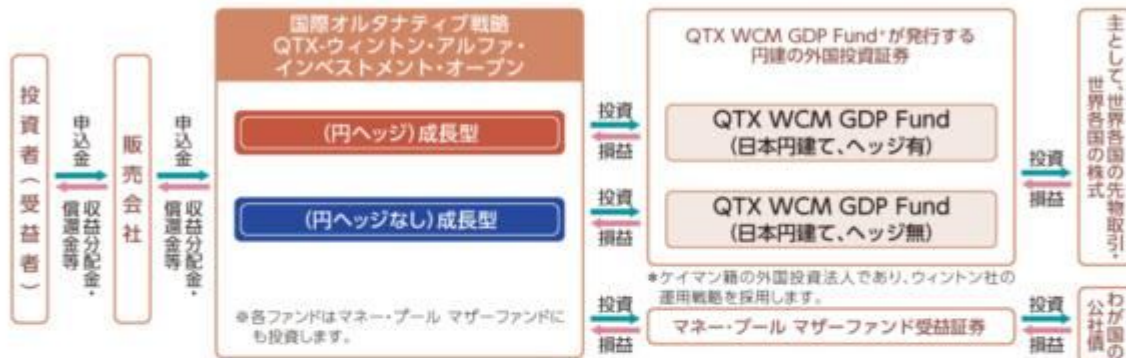 投資者(受益者)
申込金
収益分配金・
償還金等
販売会社
申込金
収益分配金・
償還金等
国際オルタナティブ戦略
QTX-ウィントン・アルファ・
インベストメント・オープン
(円ヘッジ)成長型
(円ヘッジなし)成長型
※各ファンドはマネー・プール マザーファンドに
も投資します。
投資
損益
投資
損益
投資
損益
QTX WCM GDP Fund*が発行する
円建の外国投資証券
QTX WCM GDP Fund
(日本円建て、ヘッジ有)
QTX WCM GDP Fund
(日本円建て、ヘッジ無)
*ケイマン籍の外国投資法人であり、ウィントン社の
運用戦略を採用します。
マネー・プール マザーファンド受益証券
投資
損益
投資
損益
主として、世界各国の先物取引・
世界各国の株式
わが国の
公社債